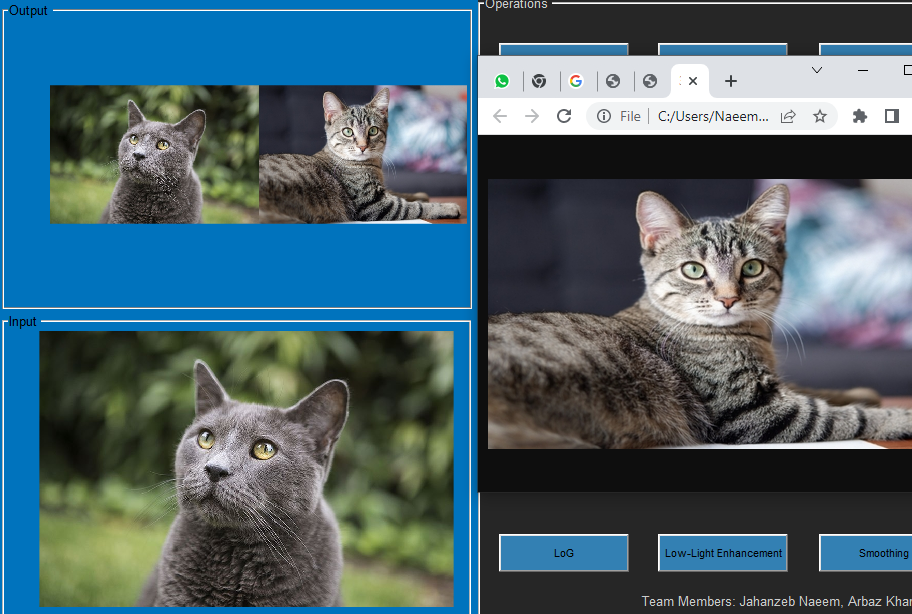 Output
Operations
File
C:/Users/Naeem...
Input
LoG
Low-Light Enhancement
Smoothing
Team Members: Jahanzeb Naeem, Arbaz Khan